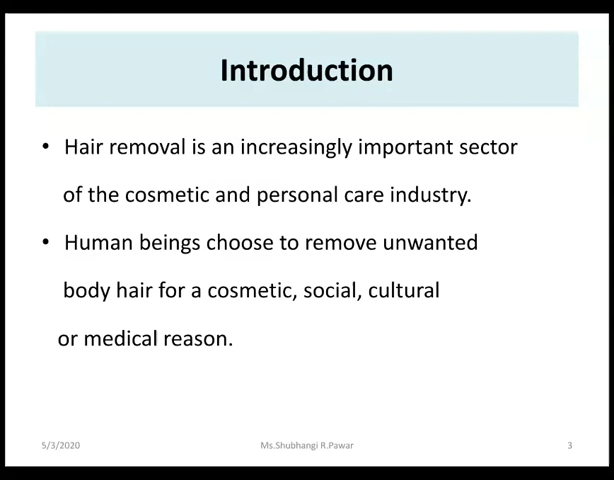 Introduction
• Hair removal is an increasingly important sector
of the cosmetic and personal care industry.
• Human beings choose to remove unwanted
body hair for a cosmetic, social, cultural
or medical reason.
5/3/2020 Ms.Shubhangi R.Pawar 3